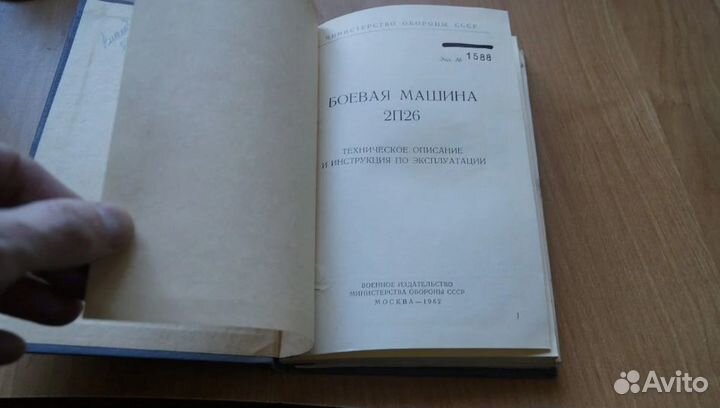 МИНИСТЕРСТВО ОБОРОНЫ СССР
Экз. № 1588
БОЕВАЯ МАШИНА
2П26
ТЕХНИЧЕСКОЕ ОПИСАНИЕ
И ИНСТРУКЦИЯ ПО ЭКСПЛУАТАЦИИ
ВОЕННОЕ ИЗДАТЕЛЬСТВО
МИНИСТЕРСТВА ОБОРОНЫ СССР
МОСКВА—1962
1
Avito